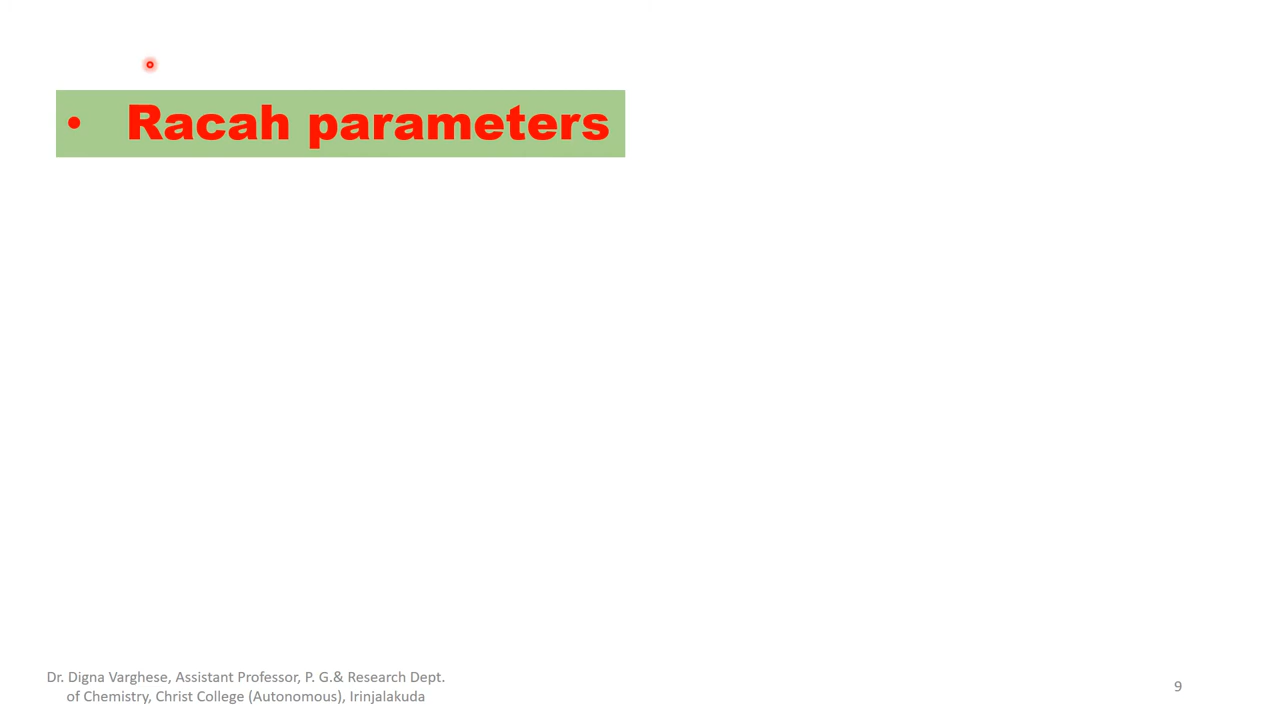 • Racah parameters
Dr. Digna Varghese, Assistant Professor, P. G.& Research Dept.
of Chemistry, Christ College (Autonomous), Irinjalakuda
9